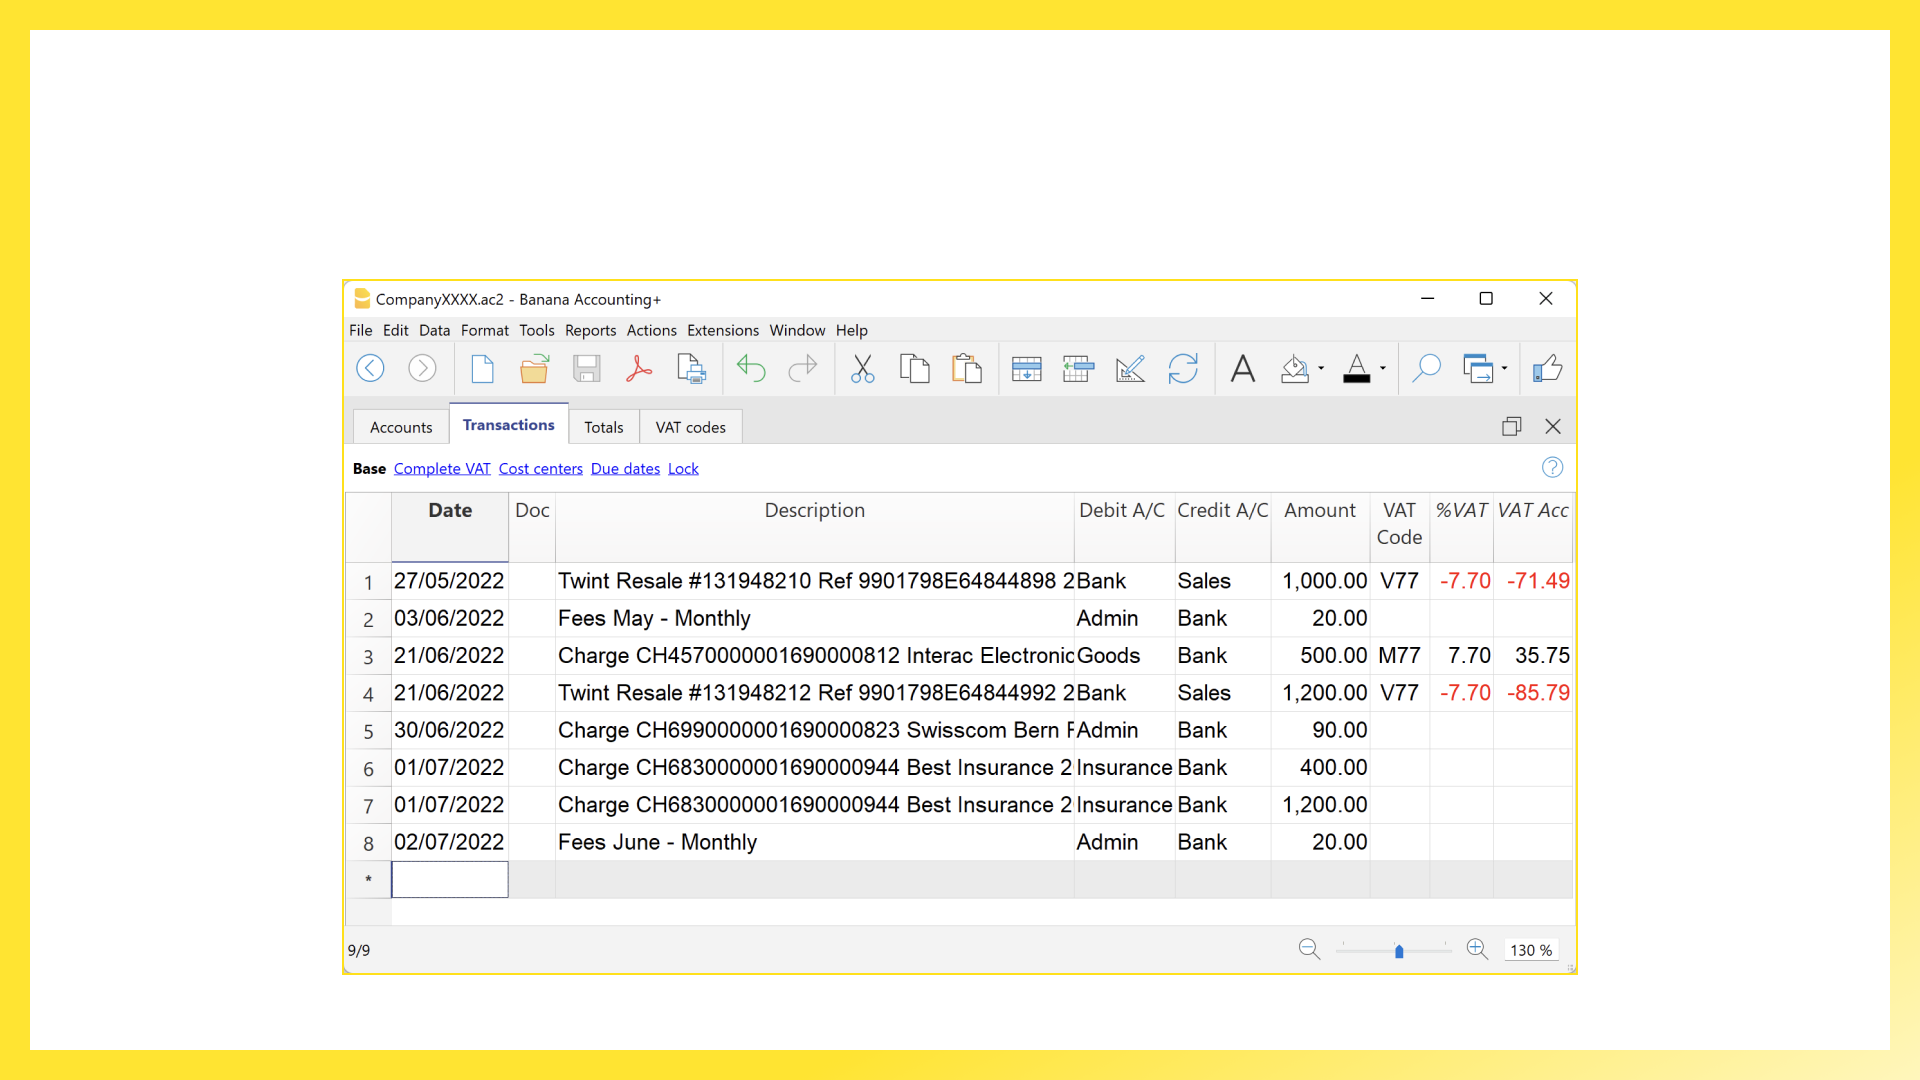 CompanyXXXX.ac2 - Banana Accounting+
File Edit Data Format Tools Reports Actions Extensions Window Help
Accounts Transactions Totals VAT codes
Base Complete VAT Cost centers Due dates Lock
Date Doc Description Debit A/C Credit A/C Amount VAT Code %VAT VAT Acc
1 27/05/2022 Twint Resale #131948210 Ref 9901798E64844898 2 Bank Sales 1,000.00 V77 -7.70 -71.49
2 03/06/2022 Fees May - Monthly Admin Bank 20.00
3 21/06/2022 Charge CH4570000001690000812 Interac Electronic Goods Bank 500.00 M77 7.70 35.75
4 21/06/2022 Twint Resale #131948212 Ref 9901798E64844992 2 Bank Sales 1,200.00 V77 -7.70 -85.79
5 30/06/2022 Charge CH6990000001690000823 Swisscom Bern Admin Bank 90.00
6 01/07/2022 Charge CH6830000001690000944 Best Insurance 2 Insurance Bank 400.00
7 01/07/2022 Charge CH6830000001690000944 Best Insurance 2 Insurance Bank 1,200.00
8 02/07/2022 Fees June - Monthly Admin Bank 20.00
*
9/9 130 %